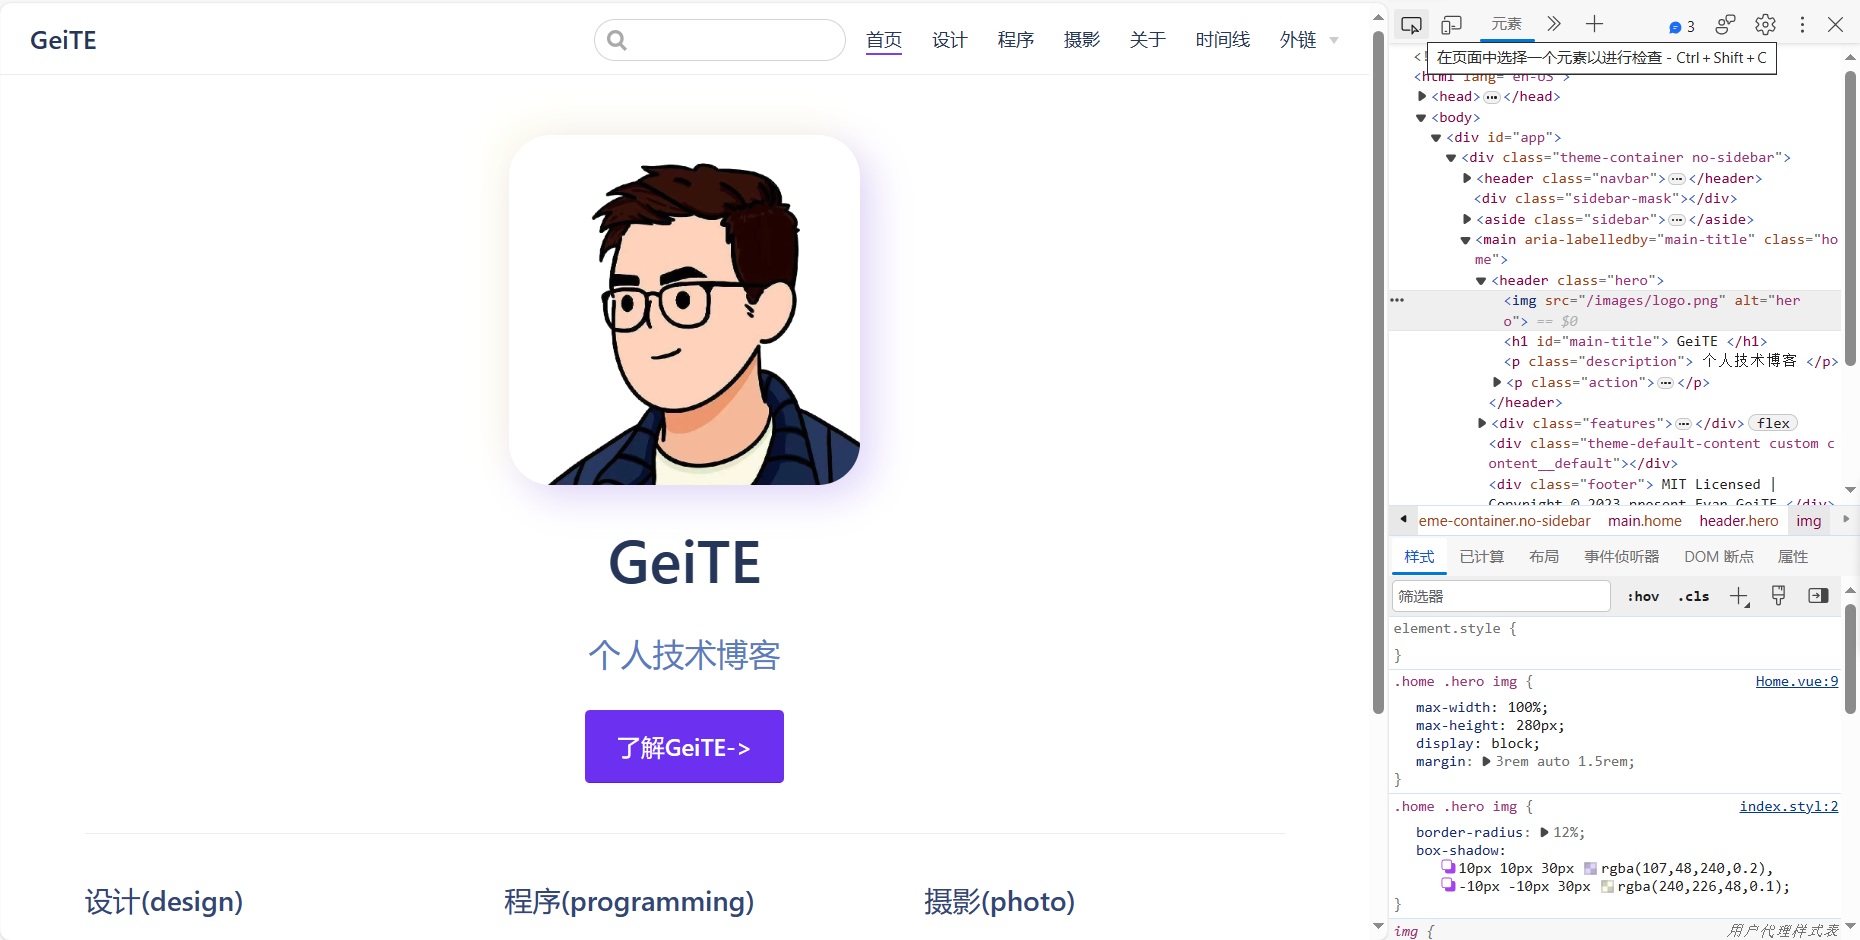 GeiTE
首页 设计 程序 摄影 关于 时间线 外链
GeiTE
个人技术博客
了解GeiTE->
设计(design) 程序(programming) 摄影(photo)
元素 3
在页面中选择一个元素以进行检查 - Ctrl + Shift + C
<!
<html lang="en-US">
<head> ••• </head>
<body>
<div id="app">
<div class="theme-container no-sidebar">
<header class="navbar"> ••• </header>
<div class="sidebar-mask"></div>
<aside class="sidebar"> ••• </aside>
<main aria-labelledby="main-title" class="ho
me">
<header class="hero">
••• <img src="/images/logo.png" alt="her
o"> == $0
<h1 id="main-title"> GeiTE </h1>
<p class="description"> 个人技术博客 </p>
<p class="action"> ••• </p>
</header>
<div class="features"> ••• </div> flex
<div class="theme-default-content custom c
ontent__default"></div>
<div class="footer"> MIT Licensed |
Copyright © 2023-present Evan GeiTE </div>
eme-container.no-sidebar main.home header.hero img
样式 已计算 布局 事件侦听器 DOM 断点 属性
筛选器 :hov .cls
element.style {
}
.home .hero img { Home.vue:9
max-width: 100%;
max-height: 280px;
display: block;
margin: 3rem auto 1.5rem;
}
.home .hero img { index.styl:2
border-radius: 12%;
box-shadow:
10px 10px 30px rgba(107,48,240,0.2),
-10px -10px 30px rgba(240,226,48,0.1);
}
img { 用户代理样式表